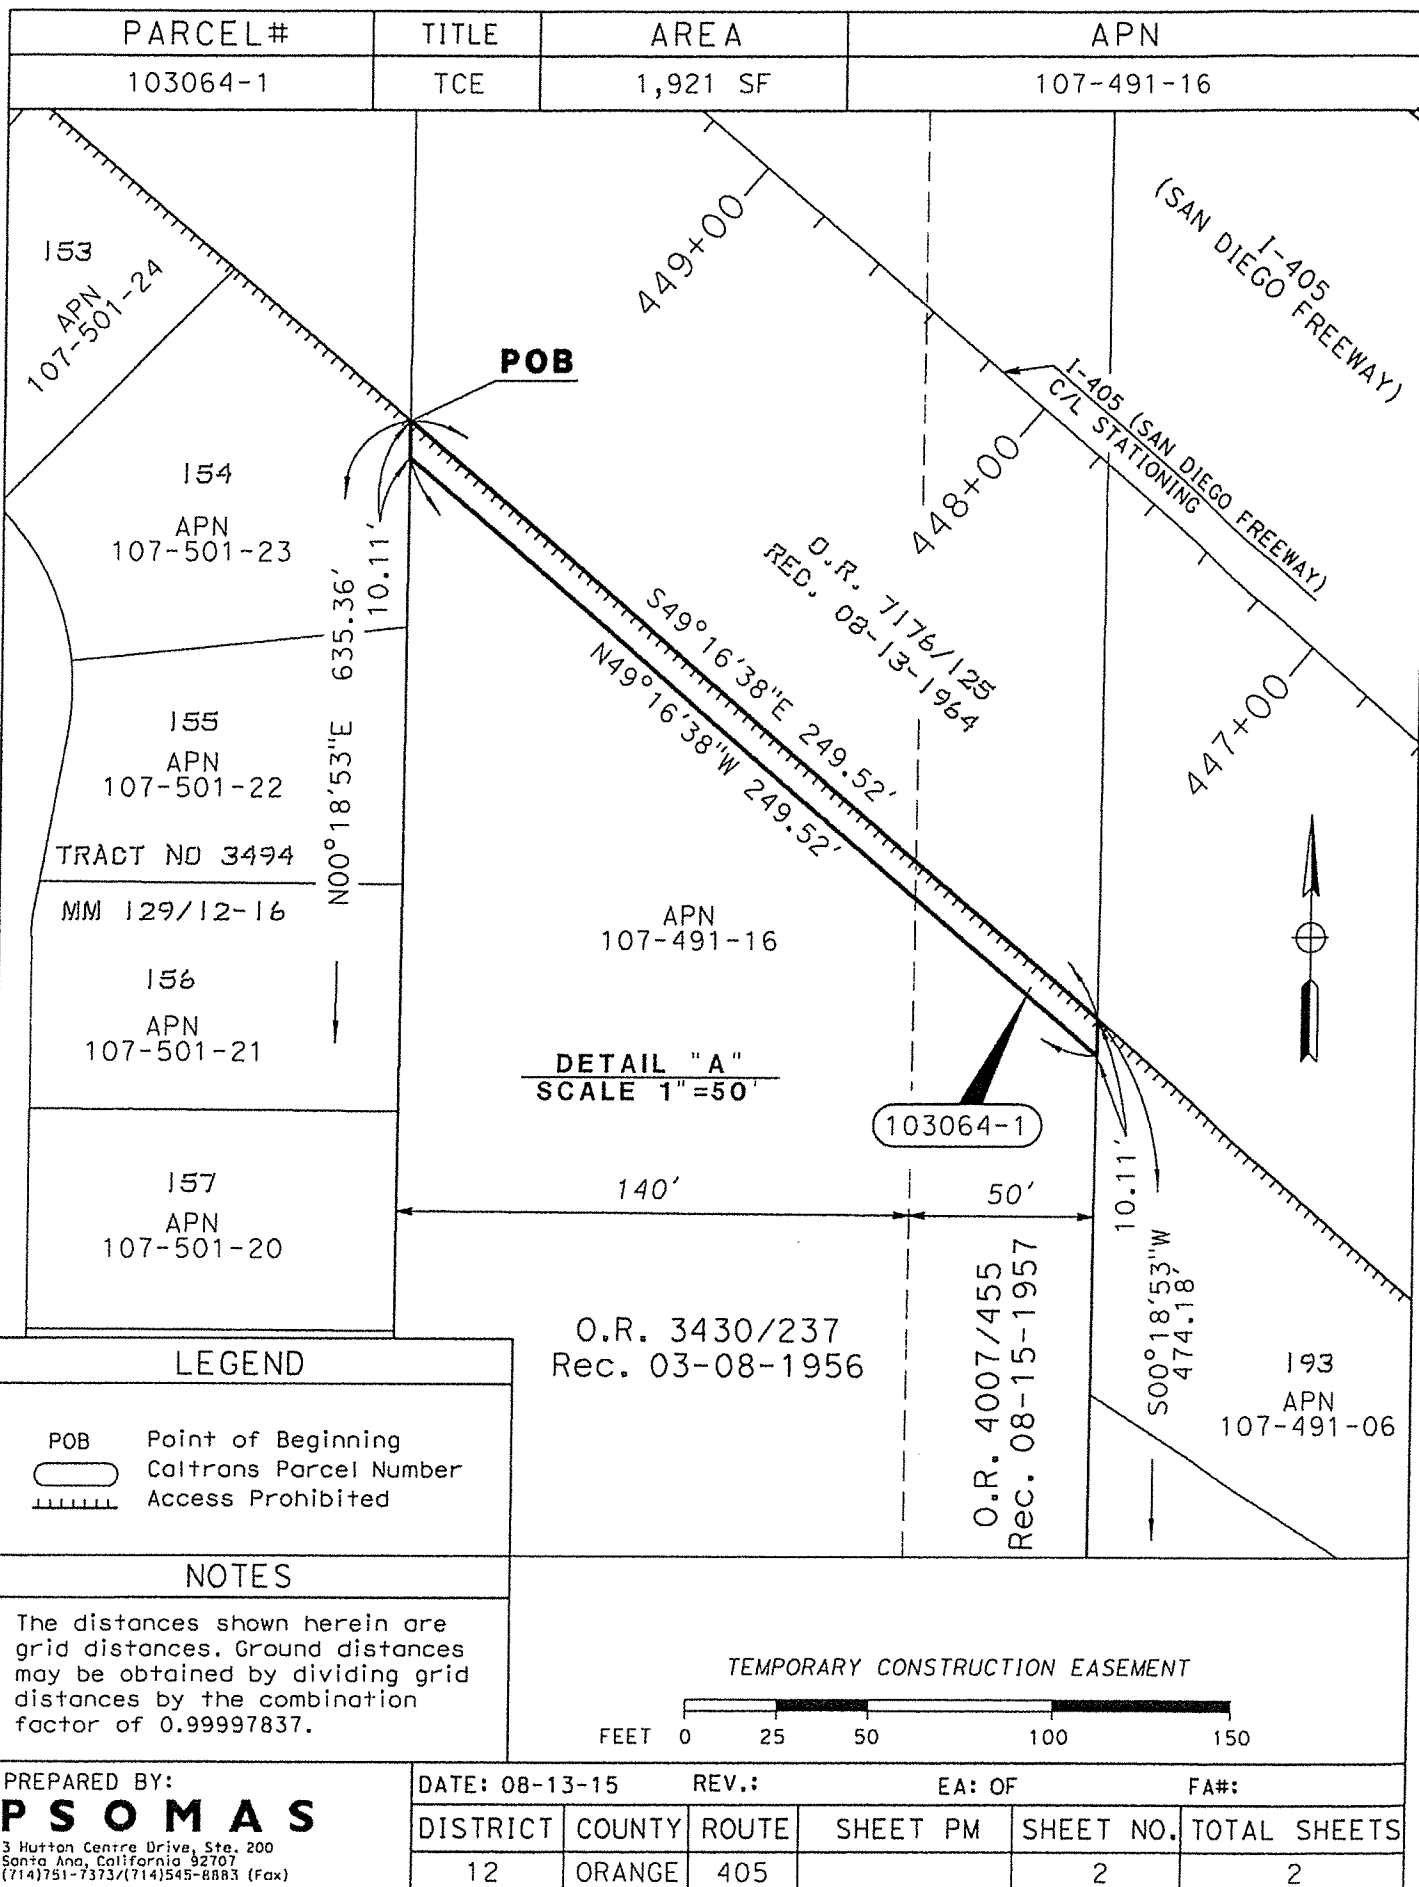 PARCEL# TITLE AREA APN
103064-1 TCE 1,921 SF 107-491-16
(SAN DIEGO FREEWAY)
I-405
449+00
153
APN
107-501-24
POB
I-405 (SAN DIEGO FREEWAY)
C/L STATIONING
448+00
154
APN
107-501-23
10.11'
N00°18'53"E 635.36'
O.R. 7176/125
REC. 08-13-1964
S49°16'38"E 249.52'
N49°16'38"W 249.52'
447+00
155
APN
107-501-22
TRACT NO 3494
MM 129/12-16
APN
107-491-16
156
APN
107-501-21
DETAIL "A"
SCALE 1"=50'
103064-1
157
APN
107-501-20
140'
50'
10.11'
S00°18'53"W
474.18'
O.R. 3430/237
Rec. 03-08-1956
O.R. 4007/455
Rec. 08-15-1957
193
APN
107-491-06
LEGEND
POB Point of Beginning
Caltrans Parcel Number
Access Prohibited
NOTES
The distances shown herein are
grid distances. Ground distances
may be obtained by dividing grid
distances by the combination
factor of 0.99997837.
TEMPORARY CONSTRUCTION EASEMENT
FEET 0 25 50 100 150
PREPARED BY:
PSOMAS
3 Hutton Centre Drive, Ste. 200
Santa Ana, California 92707
(714)751-7373/(714)545-8883 (Fax)
DATE: 08-13-15 REV.: EA: OF FA#:
DISTRICT COUNTY ROUTE SHEET PM SHEET NO. TOTAL SHEETS
12 ORANGE 405 2 2